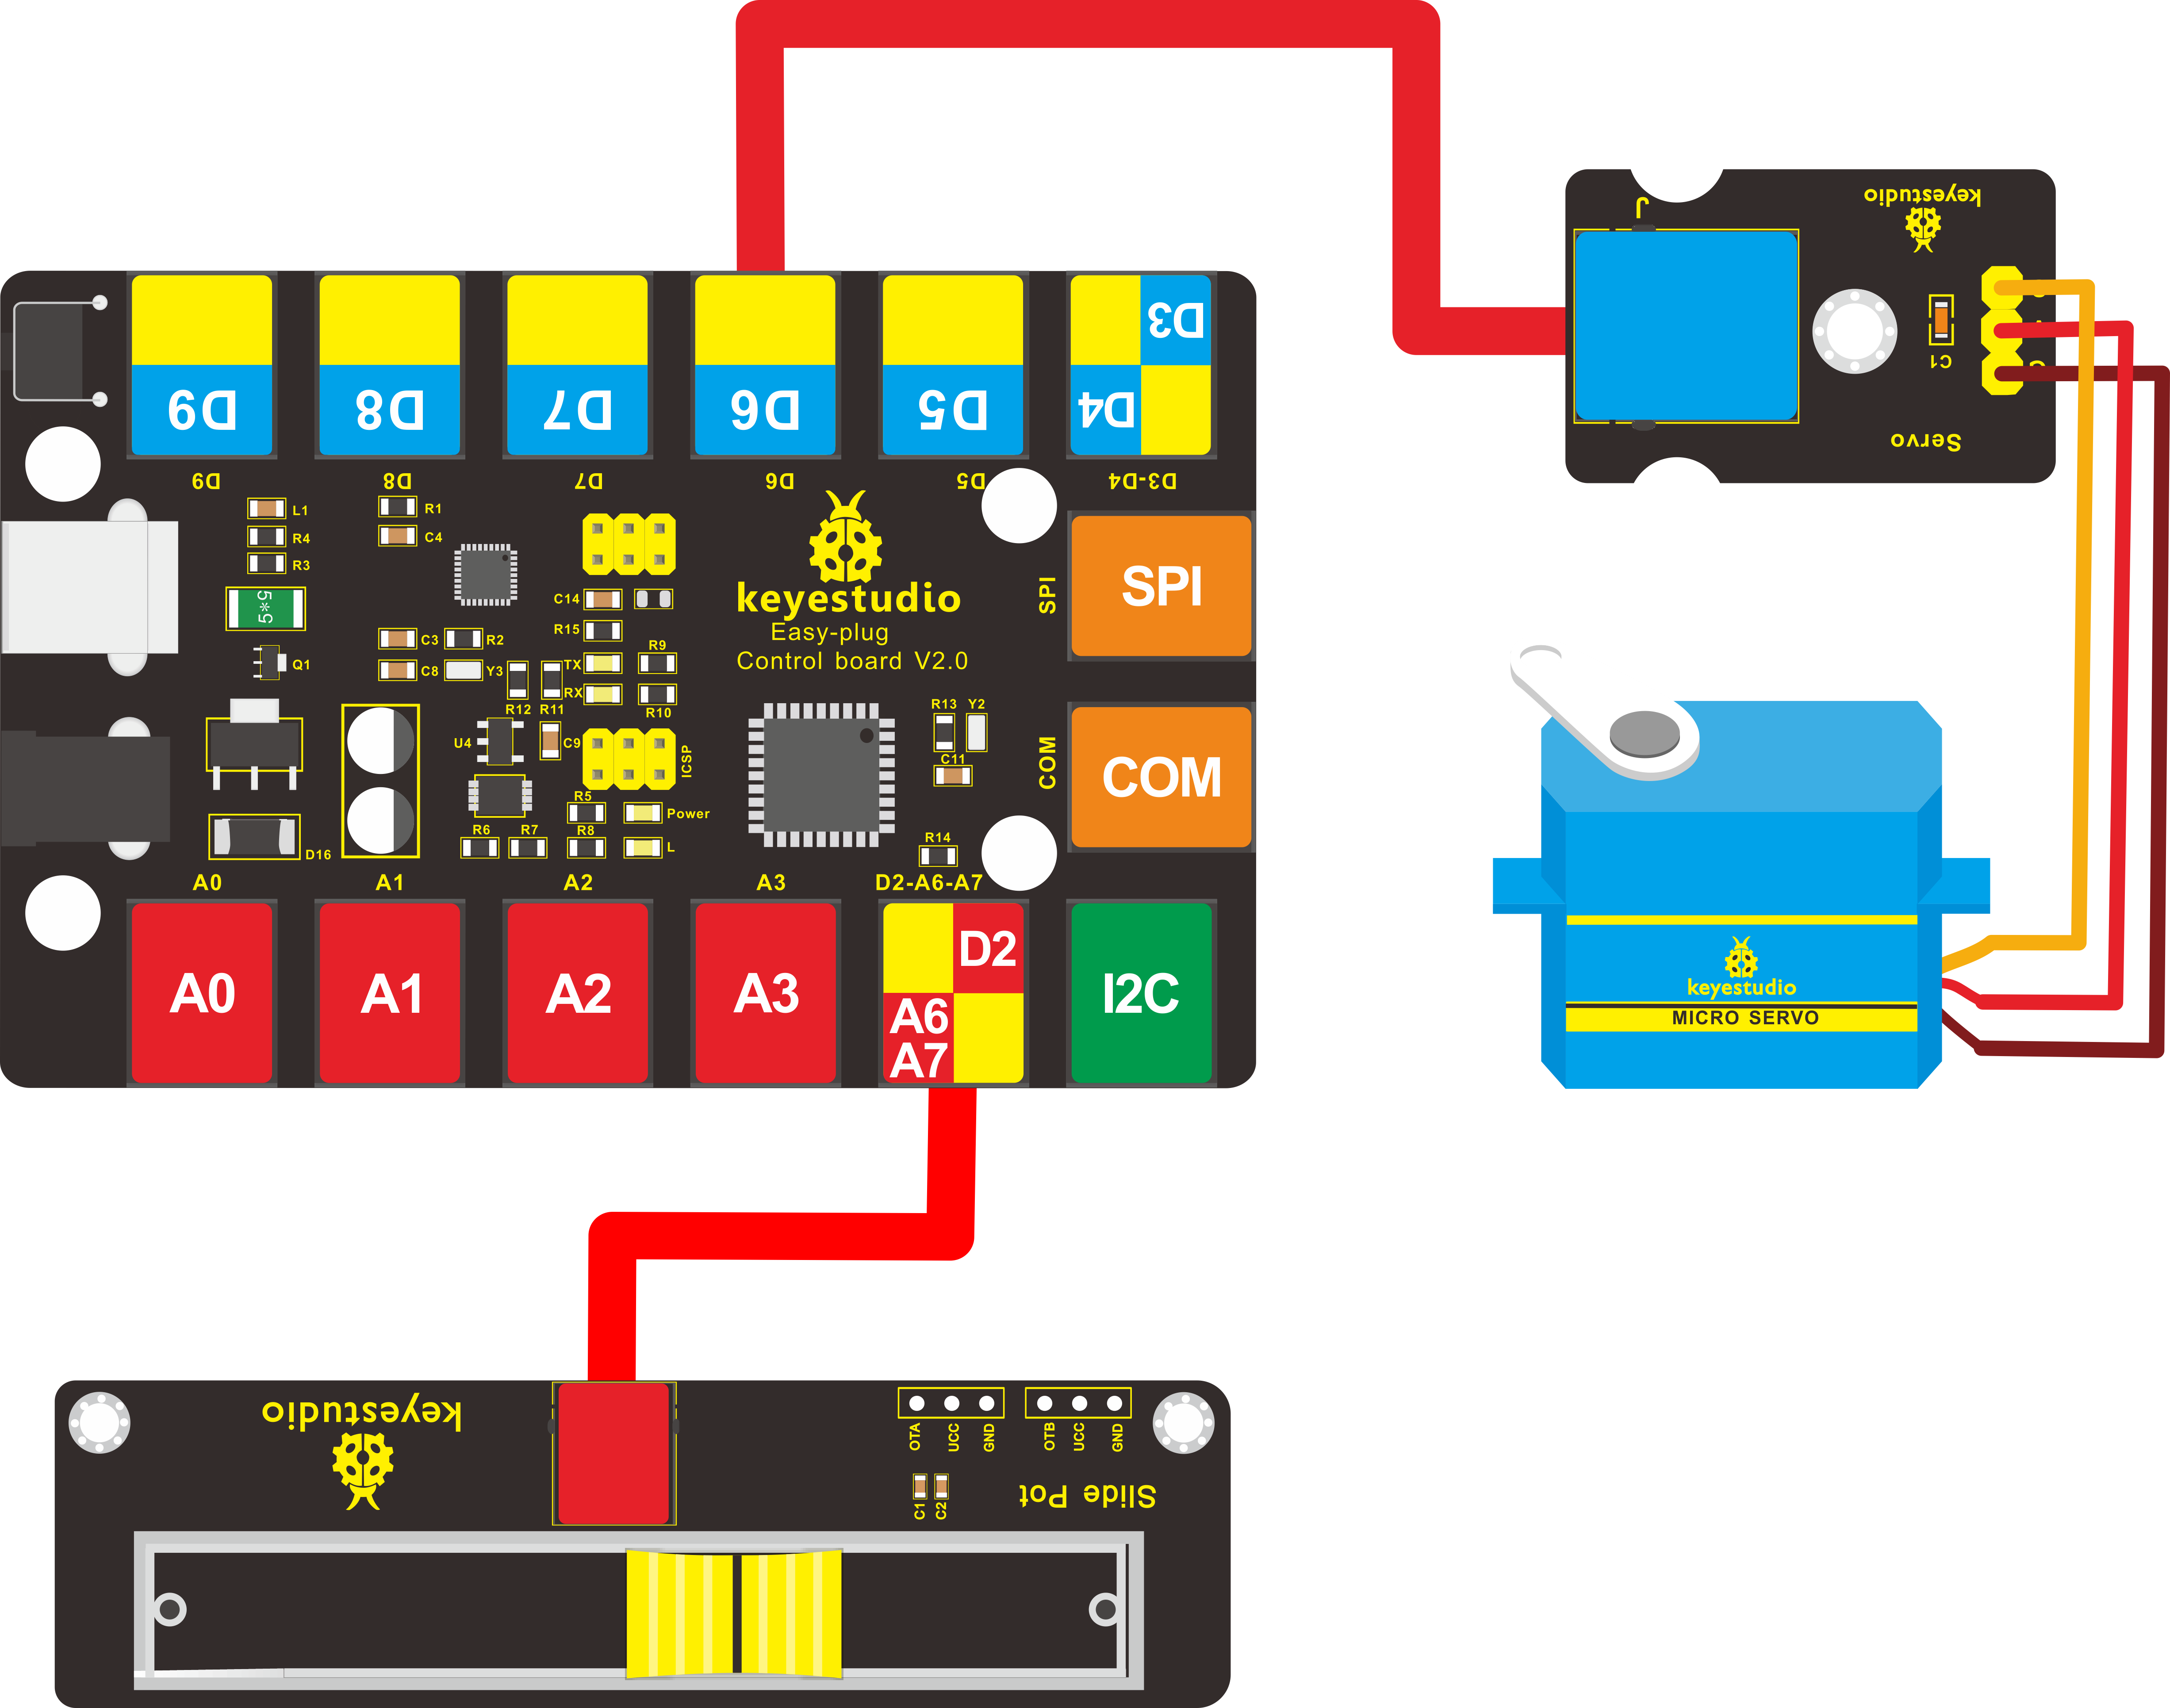 D3
D9
D8
D7
D6
D5
D4
D9
D8
D7
D6
D5
D3-D4
L1
R4
R3
5*5
Q1
R1
C4
C3
R2
C8
Y3
C14
R15
TX
RX
R9
R10
R12
R11
U4
C9
ICSP
R5
Power
R6
R7
R8
L
D16
keyestudio
Easy-plug
Control board V2.0
SPI
SPI
COM
COM
R13
Y2
C11
R14
A0
A1
A2
A3
D2-A6-A7
A0
A1
A2
A3
D2
A6
A7
I2C
J
keyestudio
C1
Servo
keyestudio
MICRO SERVO
keyestudio
OTA
UCC
GND
OTB
UCC
GND
C1
C2
Slide Pot